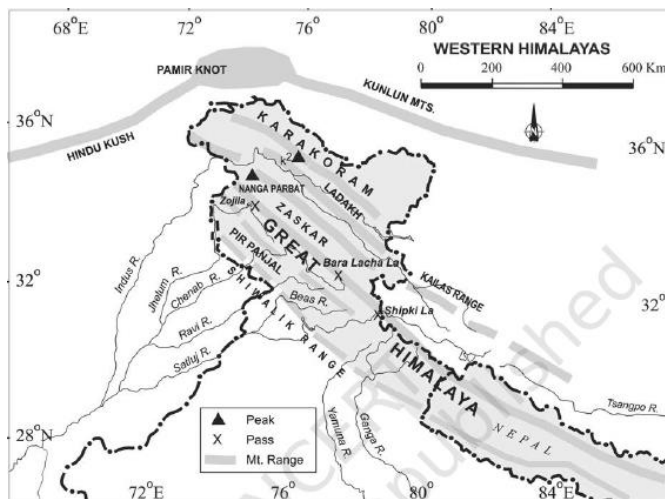 68°E
72°
76°
80°
84°
WESTERN HIMALAYAS
0 200 400 600 Km
PAMIR KNOT
KUNLUN MTS.
N
36°N
36°N
HINDU KUSH
KARAKORAM
K²
LADAKH
NANGA PARBAT
Zojila
ZASKAR
GREAT
PIR PANJAL
Bara Lacha La
KAILAS RANGE
32°
32°
Indus R.
Jhelum R.
Chenab R.
SHIWALIK RANGE
Beas R.
Shipki La
Ravi R.
Satluj R.
HIMALAYA
Tsangpo R.
NEPAL
Yamuna R.
Ganga R.
Peak
Pass
Mt. Range
28°N
28°N
72°E
76°
80°